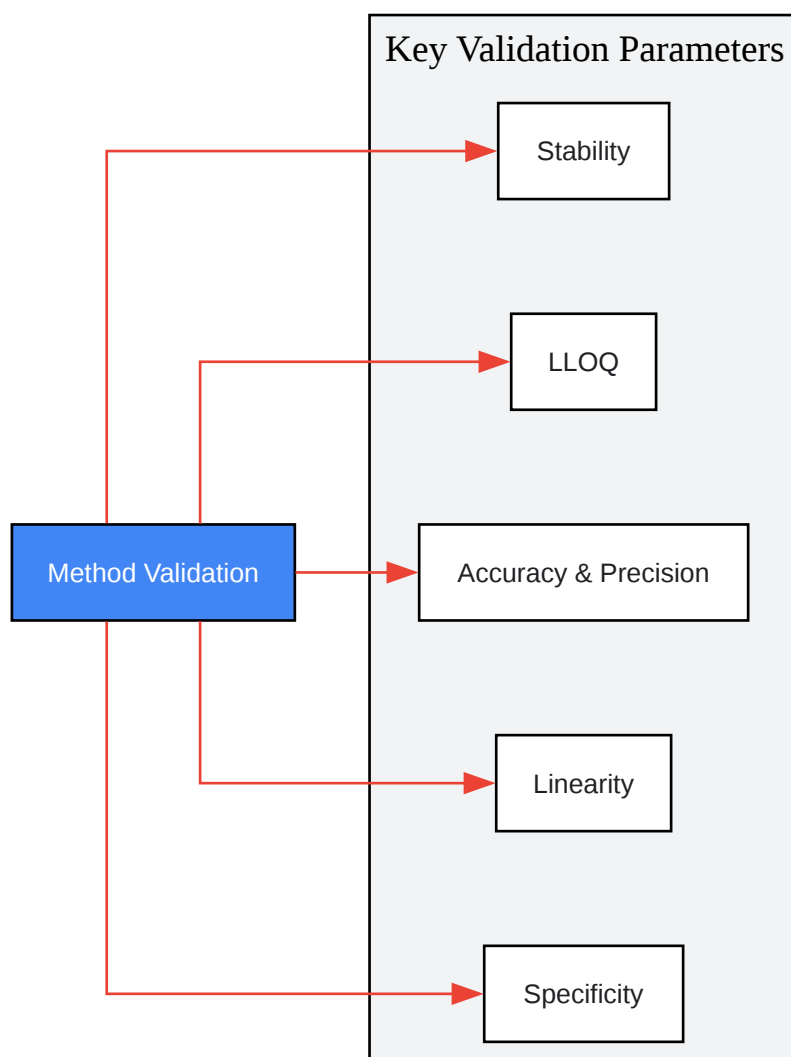 Key Validation Parameters
Stability
LLOQ
Method Validation
Accuracy & Precision
Linearity
Specificity